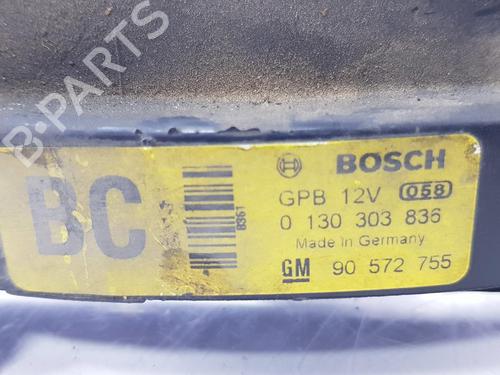 B-PARTS
BC
8361
BOSCH
GPB 12V 058
0 130 303 836
Made in Germany
GM 90 572 755